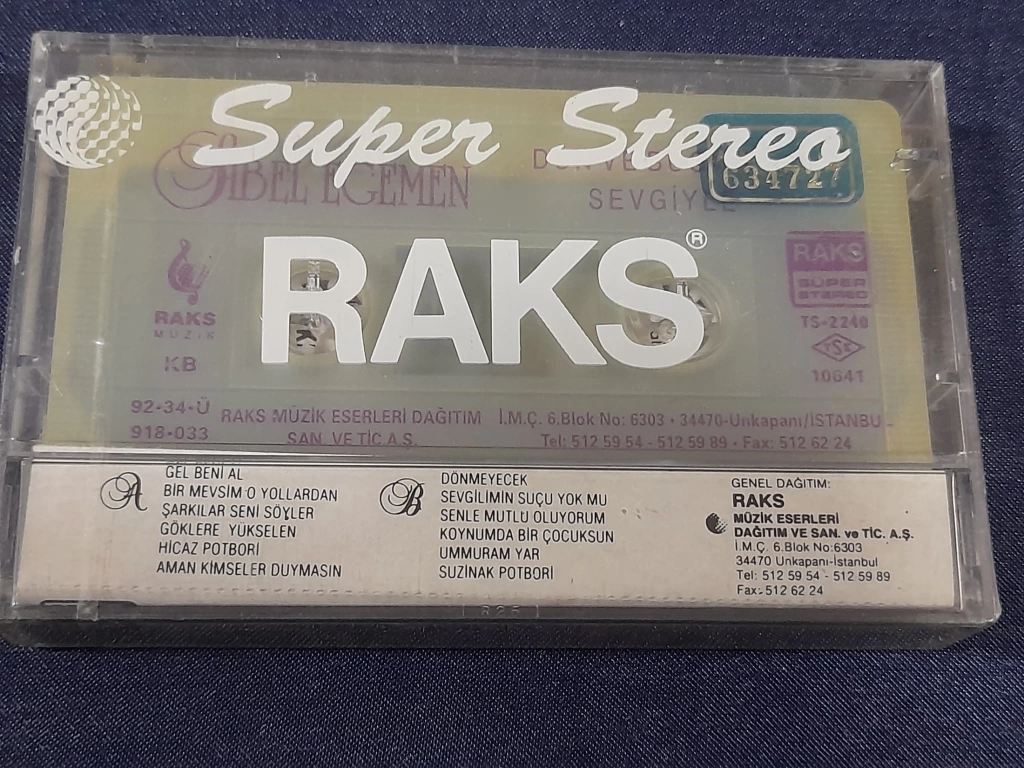 Super Stereo
SİBEL EGEMEN
634727
SEVGİYLE
RAKS®
RAKS
MÜZİK
KB
RAKS
SUPER
STEREO
TS-2240
TSE
10641
92-34-Ü
918-033
RAKS MÜZİK ESERLERİ DAĞITIM
SAN. VE TİC.A.Ş.
İ.M.Ç. 6.Blok No: 6303 • 34470-Unkapanı/İSTANBUL
Tel: 512 59 54 - 512 59 89 • Fax: 512 62 24
A
GEL BENİ AL
BİR MEVSİM O YOLLARDAN
ŞARKILAR SENİ SÖYLER
GÖKLERE YÜKSELEN
HİCAZ POTBORİ
AMAN KİMSELER DUYMASIN
B
DÖNMEYECEK
SEVGİLİMİN SUÇU YOK MU
SENLE MUTLU OLUYORUM
KOYNUMDA BİR ÇOCUKSUN
UMMURAM YAR
SUZİNAK POTBORİ
GENEL DAĞITIM:
RAKS
MÜZİK ESERLERİ
DAĞITIM VE SAN. ve TİC. A.Ş.
İ.M.Ç. 6.Blok No:6303
34470 Unkapanı-İstanbul
Tel: 512 59 54 - 512 59 89
Fax: 512 62 24